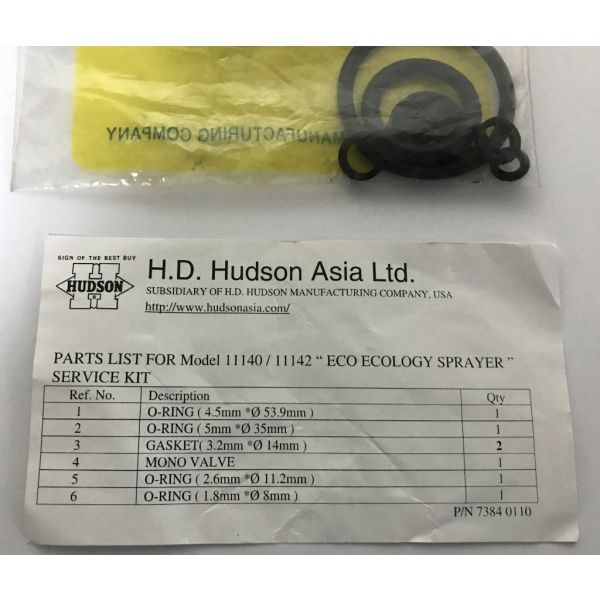 MANUFACTURING COMPANY
SIGN OF THE BEST BUY
H
HUDSON
H.D. Hudson Asia Ltd.
SUBSIDIARY OF H.D. HUDSON MANUFACTURING COMPANY, USA
http://www.hudsonasia.com/
PARTS LIST FOR Model 11140 / 11142 “ ECO ECOLOGY SPRAYER ”
SERVICE KIT
Ref. No. Description Qty
1 O-RING ( 4.5mm *Ø 53.9mm ) 1
2 O-RING ( 5mm *Ø 35mm ) 1
3 GASKET( 3.2mm *Ø 14mm ) 2
4 MONO VALVE 1
5 O-RING ( 2.6mm *Ø 11.2mm ) 1
6 O-RING ( 1.8mm *Ø 8mm ) 1
P/N 7384 0110